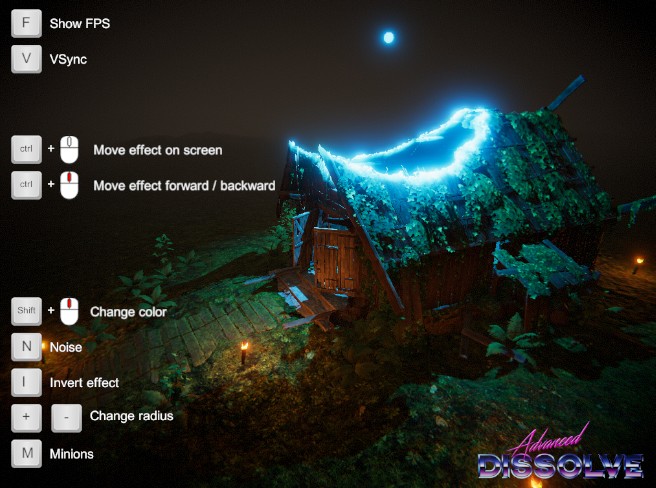 F Show FPS
V VSync
ctrl + Move effect on screen
ctrl + Move effect forward / backward
Shift + Change color
N Noise
I Invert effect
+ - Change radius
M Minions
Advanced
DISSOLVE